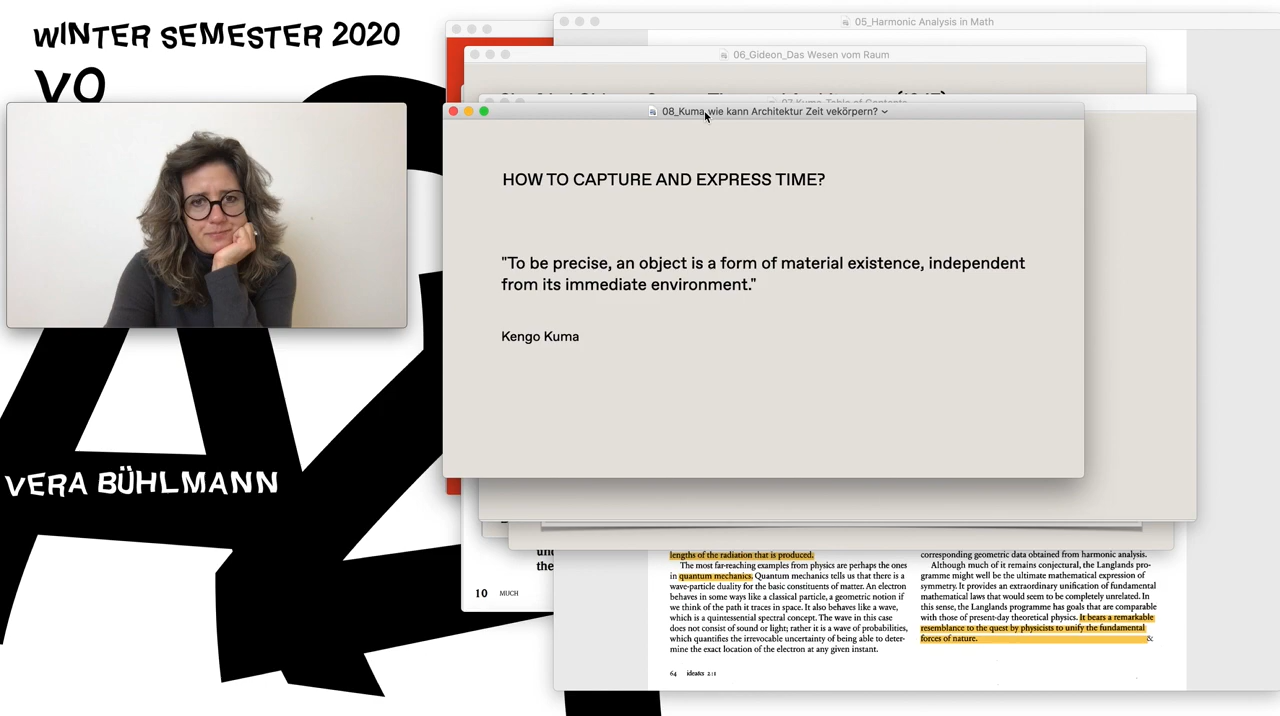 WINTER SEMESTER 2020
VO
VERA BÜHLMANN
05_Harmonic Analysis in Math
06_Gideon_Das Wesen vom Raum
08_Kuma_wie kann Architektur Zeit vekörpern?
HOW TO CAPTURE AND EXPRESS TIME?
"To be precise, an object is a form of material existence, independent
from its immediate environment."
Kengo Kuma
10 MUCH
lengths of the radiation that is produced.
The most far-reaching examples from physics are perhaps the ones
in quantum mechanics. Quantum mechanics tells us that there is a
wave-particle duality for the basic constituents of matter. An electron
behaves in some ways like a classical particle, a geometric notion if
we think of the path it traces in space. It also behaves like a wave,
which is a quintessential spectral concept. The wave in this case
does not consist of sound or light; rather it is a wave of probabilities,
which quantifies the irrevocable uncertainty of being able to deter-
mine the exact location of the electron at any given instant.
64 ideas 2:1
corresponding geometric data obtained from harmonic analysis.
Although much of it remains conjectural, the Langlands pro-
gramme might well be the ultimate mathematical expression of
symmetry. It provides an extraordinary unification of fundamental
mathematical laws that would seem to be completely unrelated. In
this sense, the Langlands programme has goals that are comparable
with those of present-day theoretical physics. It bears a remarkable
resemblance to the quest by physicists to unify the fundamental
forces of nature. &